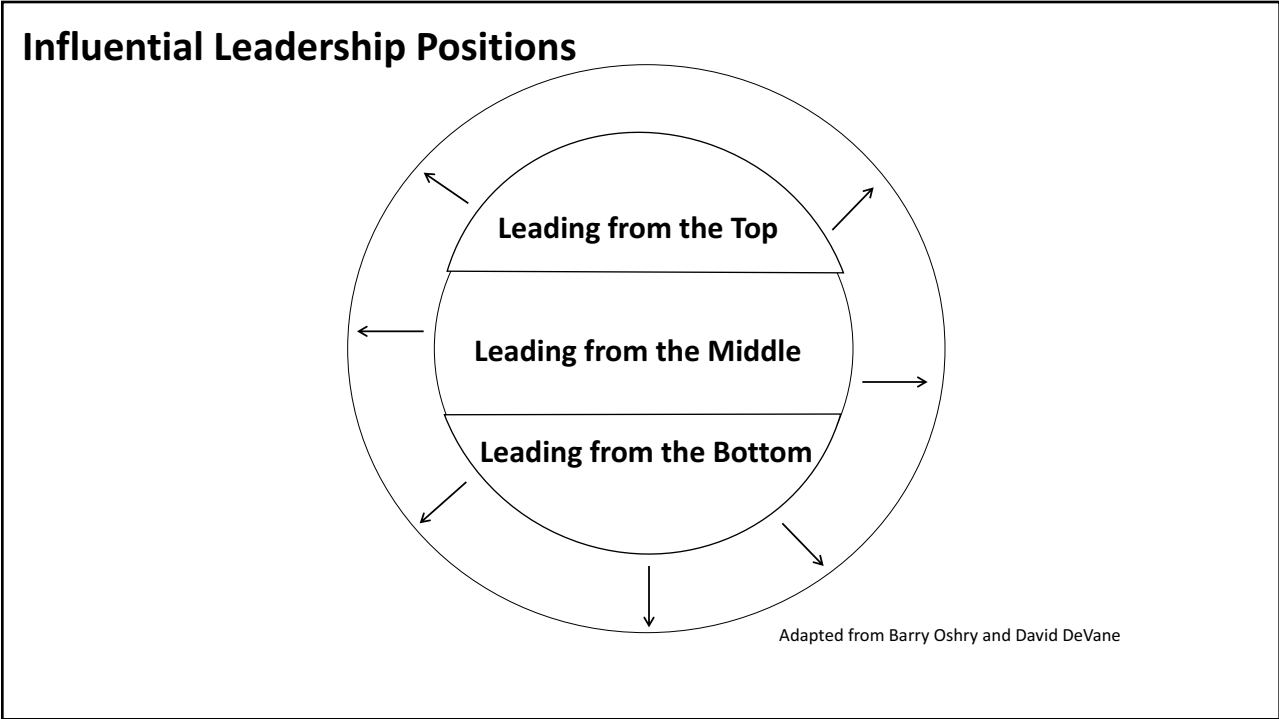 Influential Leadership Positions
Leading from the Top
Leading from the Middle
Leading from the Bottom
Adapted from Barry Oshry and David DeVane